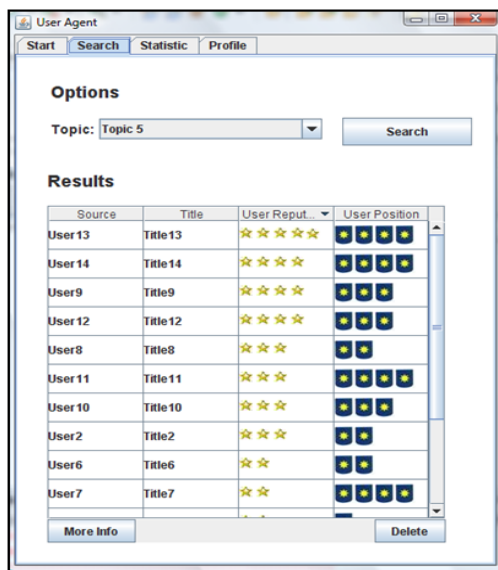 User Agent
Start Search Statistic Profile
Options
Topic: Topic 5 Search
Results
Source Title User Reput... User Position
User13 Title13
User14 Title14
User9 Title9
User12 Title12
User8 Title8
User11 Title11
User10 Title10
User2 Title2
User6 Title6
User7 Title7
More Info Delete